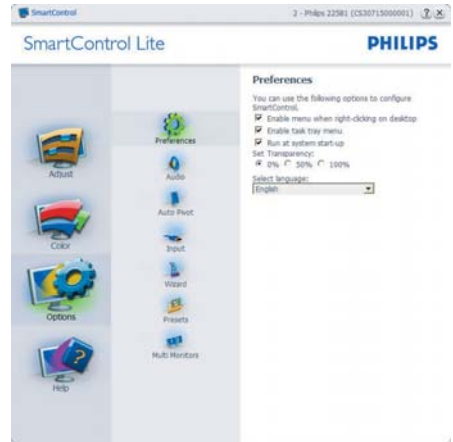 SmartControl
2 - Philips 225B1 (CS30715000001)
SmartControl Lite
PHILIPS
Adjust
Color
Options
Help
Preferences
Audio
Auto Pivot
Input
Wizard
Presets
Multi Monitors
Preferences
You can use the following options to configure
SmartControl.
Enable menu when right-clicking on desktop
Enable task tray menu
Run at system start-up
Set Transparency:
0% 50% 100%
Select language:
English